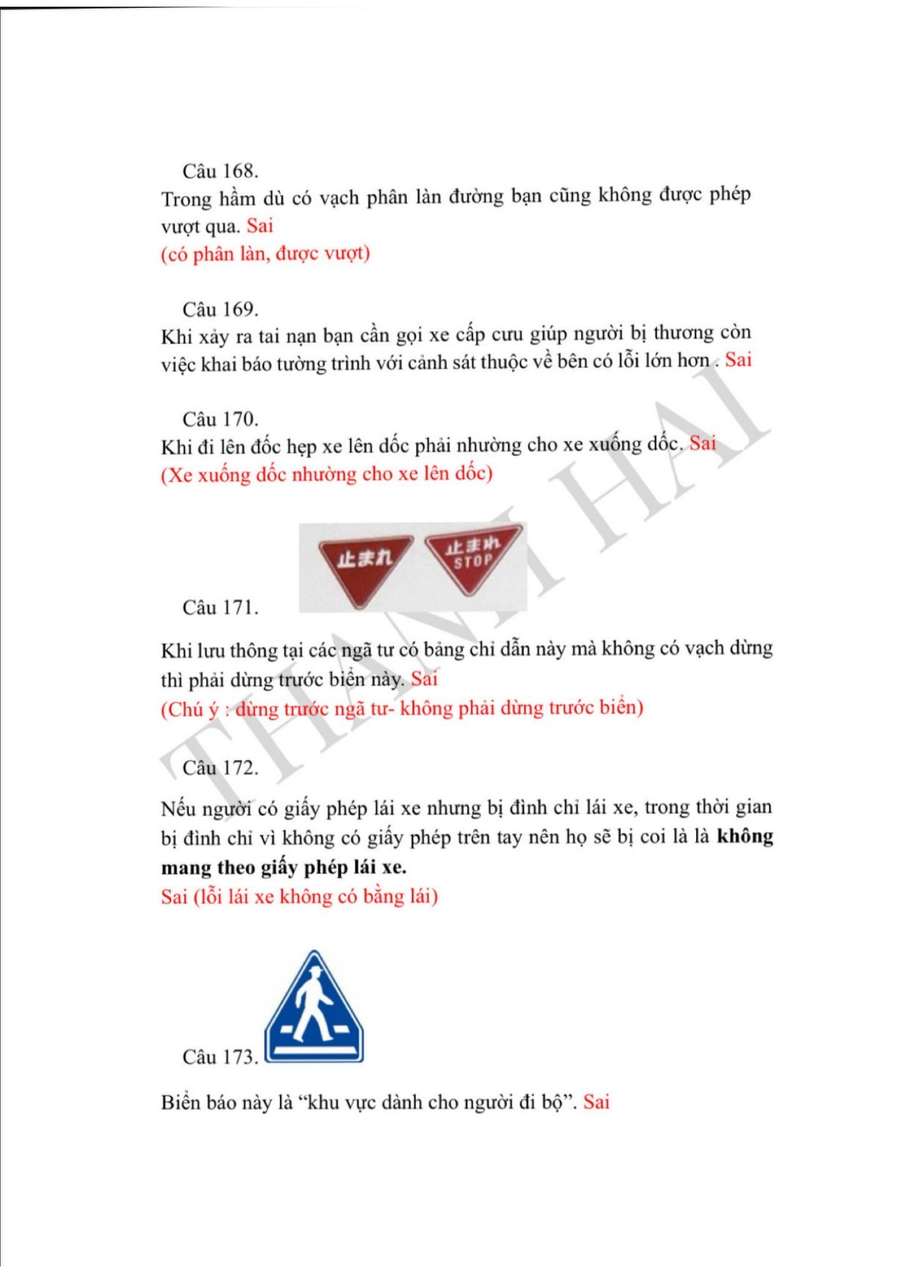 Câu 168.
Trong hầm dù có vạch phân làn đường bạn cũng không được phép
vượt qua. Sai
(có phân làn, được vượt)
Câu 169.
Khi xảy ra tai nạn bạn cần gọi xe cấp cưu giúp người bị thương còn
việc khai báo tường trình với cảnh sát thuộc về bên có lỗi lớn hơn . Sai
Câu 170.
Khi đi lên đốc hẹp xe lên dốc phải nhường cho xe xuống dốc. Sai
(Xe xuống dốc nhường cho xe lên dốc)
止まれ
止まれ
STOP
Câu 171.
Khi lưu thông tại các ngã tư có bảng chỉ dẫn này mà không có vạch dừng
thì phải dừng trước biển này. Sai
(Chú ý : dừng trước ngã tư- không phải dừng trước biển)
Câu 172.
Nếu người có giấy phép lái xe nhưng bị đình chỉ lái xe, trong thời gian
bị đình chỉ vì không có giấy phép trên tay nên họ sẽ bị coi là là không
mang theo giấy phép lái xe.
Sai (lỗi lái xe không có bằng lái)
Câu 173.
Biển báo này là “khu vực dành cho người đi bộ”. Sai
THANH HAI